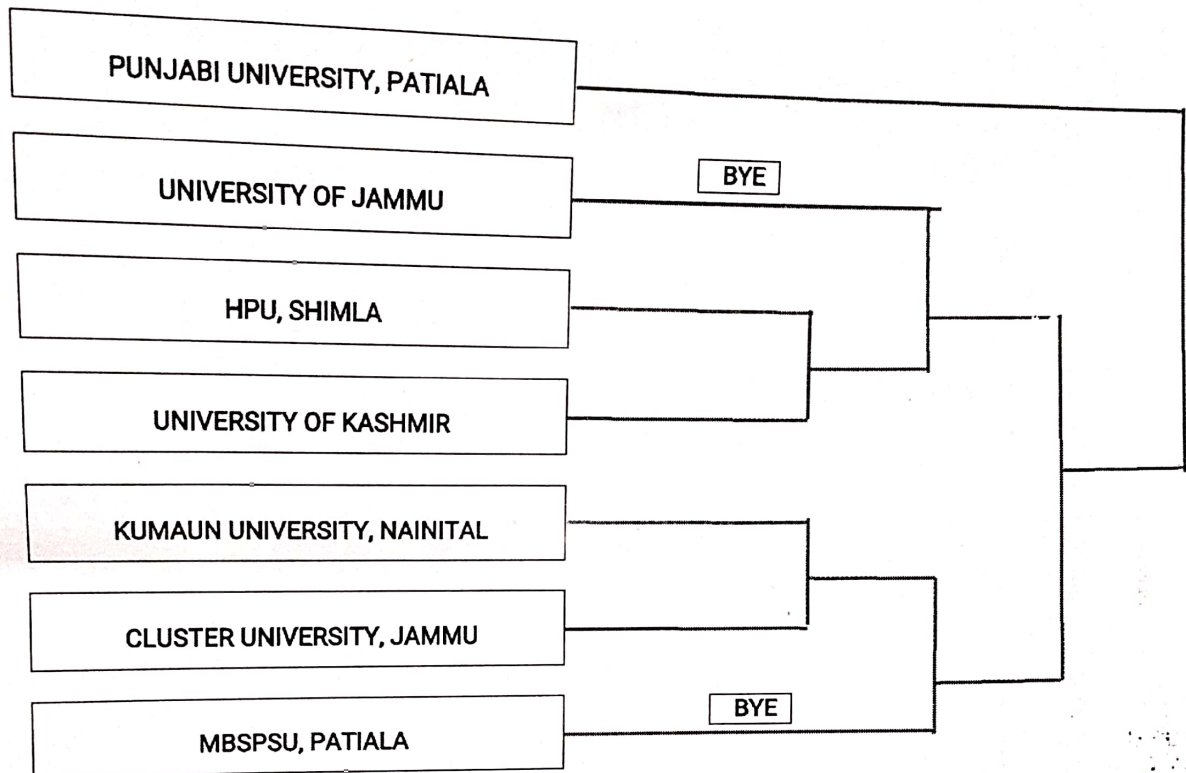 PUNJABI UNIVERSITY, PATIALA
BYE
UNIVERSITY OF JAMMU
HPU, SHIMLA
UNIVERSITY OF KASHMIR
KUMAUN UNIVERSITY, NAINITAL
CLUSTER UNIVERSITY, JAMMU
BYE
MBSPSU, PATIALA